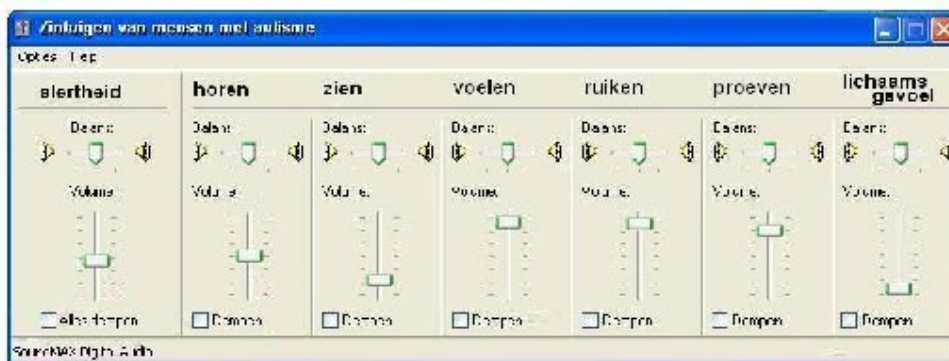 Zintuigen van mensen met autisme
Opties Help
alertheid horen zien voelen ruiken proeven lichaams
gevoel
Balans: Balans: Balans: Balans: Balans: Balans: Balans:
Volume: Volume: Volume: Volume: Volume: Volume: Volume:
Alles dempen Dempen Dempen Dempen Dempen Dempen Dempen
SoundMAX Digital Audio